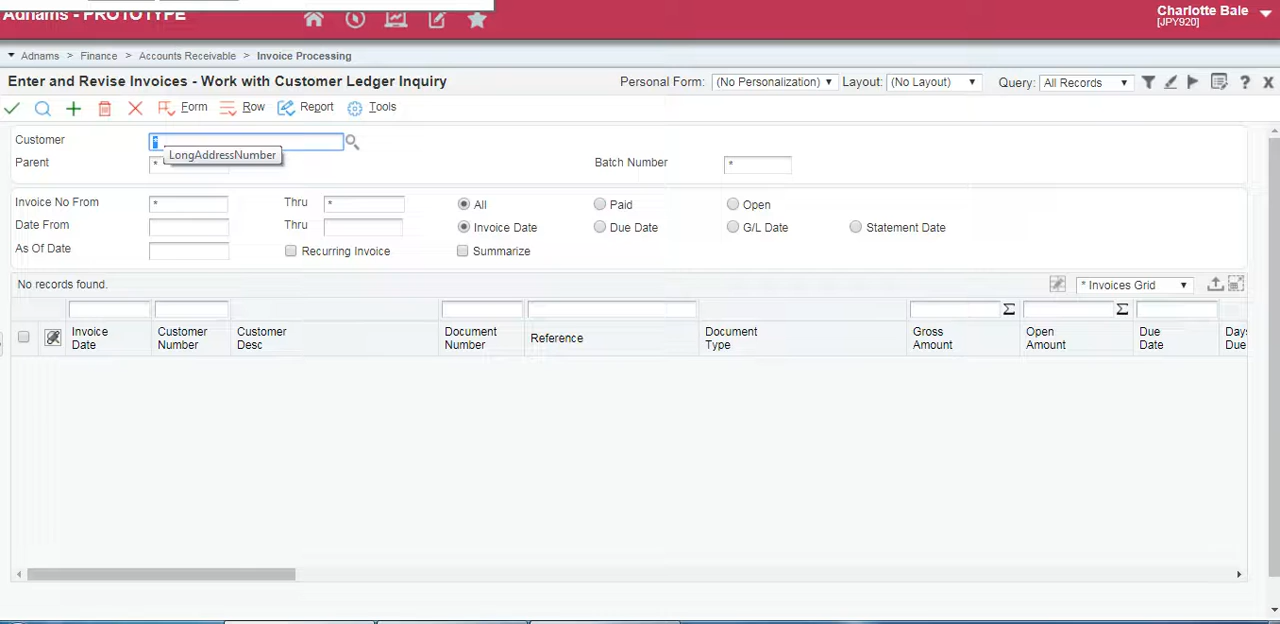 Adnams - PROTOTYPE
Charlotte Bale
[JPY920]
Adnams > Finance > Accounts Receivable > Invoice Processing
Enter and Revise Invoices - Work with Customer Ledger Inquiry
Personal Form: (No Personalization) Layout: (No Layout) Query: All Records
Form Row Report Tools
Customer *
LongAddressNumber
Parent * Batch Number *
Invoice No From * Thru * All Paid Open
Date From Thru Invoice Date Due Date G/L Date Statement Date
As Of Date Recurring Invoice Summarize
No records found. * Invoices Grid
Invoice Date Customer Number Customer Desc Document Number Reference Document Type Gross Amount Open Amount Due Date Days Due